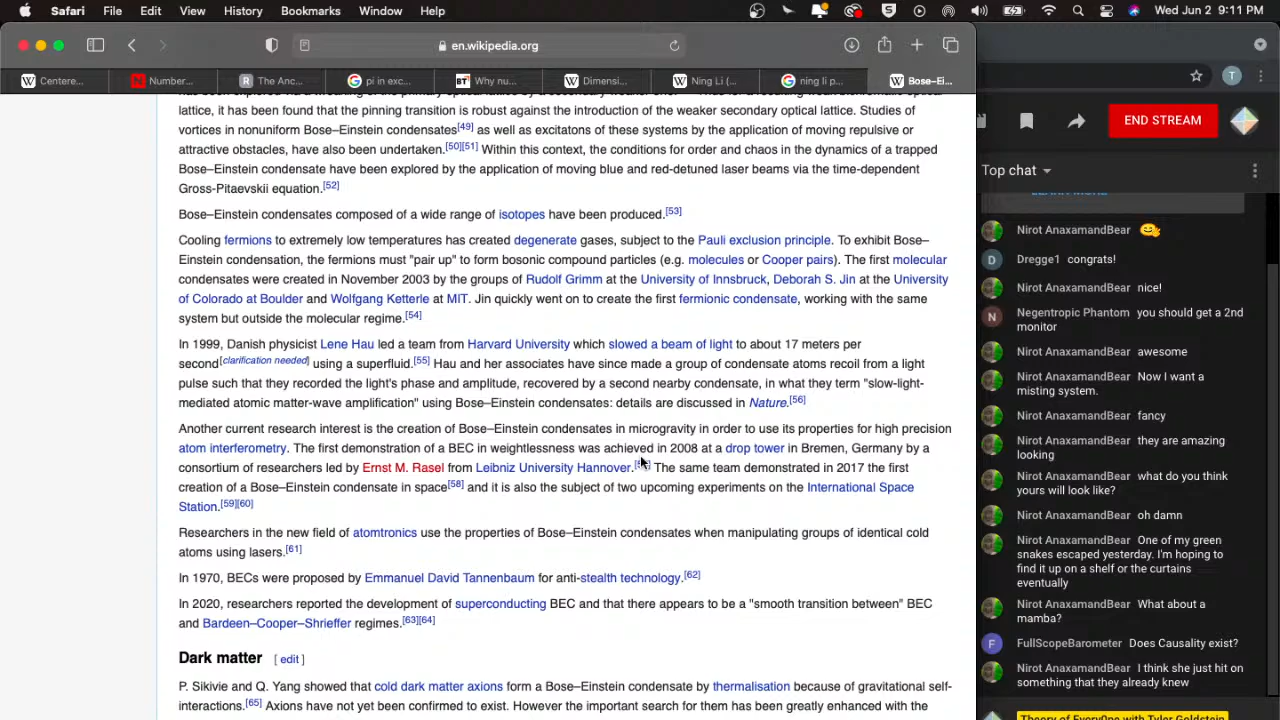 Safari File Edit View History Bookmarks Window Help Wed Jun 2 9:11 PM
en.wikipedia.org
Centere... Number... The Anc... pi in exc... Why nu... Dimensi... Ning Li (... ning li p... Bose–Ei...
lattice, it has been found that the pinning transition is robust against the introduction of the weaker secondary optical lattice. Studies of
vortices in nonuniform Bose–Einstein condensates[49] as well as excitatons of these systems by the application of moving repulsive or
attractive obstacles, have also been undertaken.[50][51] Within this context, the conditions for order and chaos in the dynamics of a trapped
Bose–Einstein condensate have been explored by the application of moving blue and red-detuned laser beams via the time-dependent
Gross-Pitaevskii equation.[52]
Bose–Einstein condensates composed of a wide range of isotopes have been produced.[53]
Cooling fermions to extremely low temperatures has created degenerate gases, subject to the Pauli exclusion principle. To exhibit Bose–
Einstein condensation, the fermions must "pair up" to form bosonic compound particles (e.g. molecules or Cooper pairs). The first molecular
condensates were created in November 2003 by the groups of Rudolf Grimm at the University of Innsbruck, Deborah S. Jin at the University
of Colorado at Boulder and Wolfgang Ketterle at MIT. Jin quickly went on to create the first fermionic condensate, working with the same
system but outside the molecular regime.[54]
In 1999, Danish physicist Lene Hau led a team from Harvard University which slowed a beam of light to about 17 meters per
second[clarification needed] using a superfluid.[55] Hau and her associates have since made a group of condensate atoms recoil from a light
pulse such that they recorded the light's phase and amplitude, recovered by a second nearby condensate, in what they term "slow-light-
mediated atomic matter-wave amplification" using Bose–Einstein condensates: details are discussed in Nature.[56]
Another current research interest is the creation of Bose–Einstein condensates in microgravity in order to use its properties for high precision
atom interferometry. The first demonstration of a BEC in weightlessness was achieved in 2008 at a drop tower in Bremen, Germany by a
consortium of researchers led by Ernst M. Rasel from Leibniz University Hannover. The same team demonstrated in 2017 the first
creation of a Bose–Einstein condensate in space[58] and it is also the subject of two upcoming experiments on the International Space
Station.[59][60]
Researchers in the new field of atomtronics use the properties of Bose–Einstein condensates when manipulating groups of identical cold
atoms using lasers.[61]
In 1970, BECs were proposed by Emmanuel David Tannenbaum for anti-stealth technology.[62]
In 2020, researchers reported the development of superconducting BEC and that there appears to be a "smooth transition between" BEC
and Bardeen–Cooper–Shrieffer regimes.[63][64]
Dark matter [ edit ]
P. Sikivie and Q. Yang showed that cold dark matter axions form a Bose–Einstein condensate by thermalisation because of gravitational self-
interactions.[65] Axions have not yet been confirmed to exist. However the important search for them has been greatly enhanced with the
T
END STREAM
Top chat
Nirot AnaxamandBear
D Dregge1 congrats!
Nirot AnaxamandBear nice!
N Negentropic Phantom you should get a 2nd
monitor
Nirot AnaxamandBear awesome
Nirot AnaxamandBear Now I want a
misting system.
Nirot AnaxamandBear fancy
Nirot AnaxamandBear they are amazing
looking
Nirot AnaxamandBear what do you think
yours will look like?
Nirot AnaxamandBear oh damn
Nirot AnaxamandBear One of my green
snakes escaped yesterday. I'm hoping to
find it up on a shelf or the curtains
eventually
Nirot AnaxamandBear What about a
mamba?
F FullScopeBarometer Does Causality exist?
Nirot AnaxamandBear I think she just hit on
something that they already knew
Theory of Every0ne with Tyler Goldstein